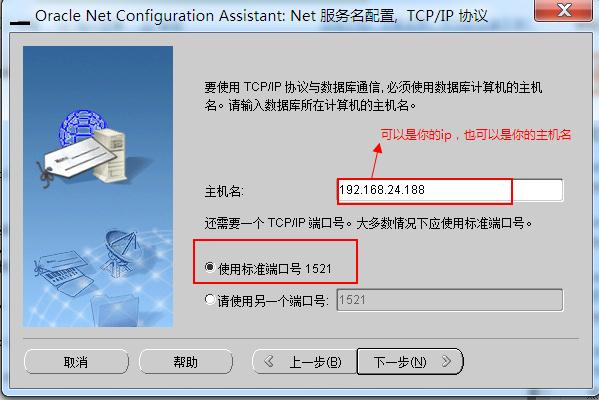 Oracle Net Configuration Assistant: Net 服务名配置, TCP/IP 协议
要使用 TCP/IP 协议与数据库通信, 必须使用数据库计算机的主机
名。请输入数据库所在计算机的主机名。
可以是你的ip，也可以是你的主机名
主机名: 192.168.24.188
还需要一个 TCP/IP 端口号。大多数情况下应使用标准端口号。
使用标准端口号 1521
请使用另一个端口号: 1521
取消 帮助 上一步(B) 下一步(N)